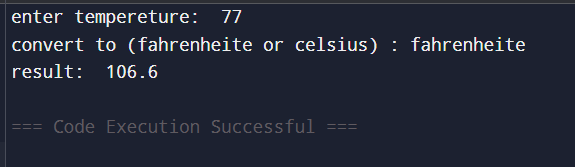 enter tempereture:  77
convert to (fahrenheite or celsius) : fahrenheite
result:  106.6
=== Code Execution Successful ===